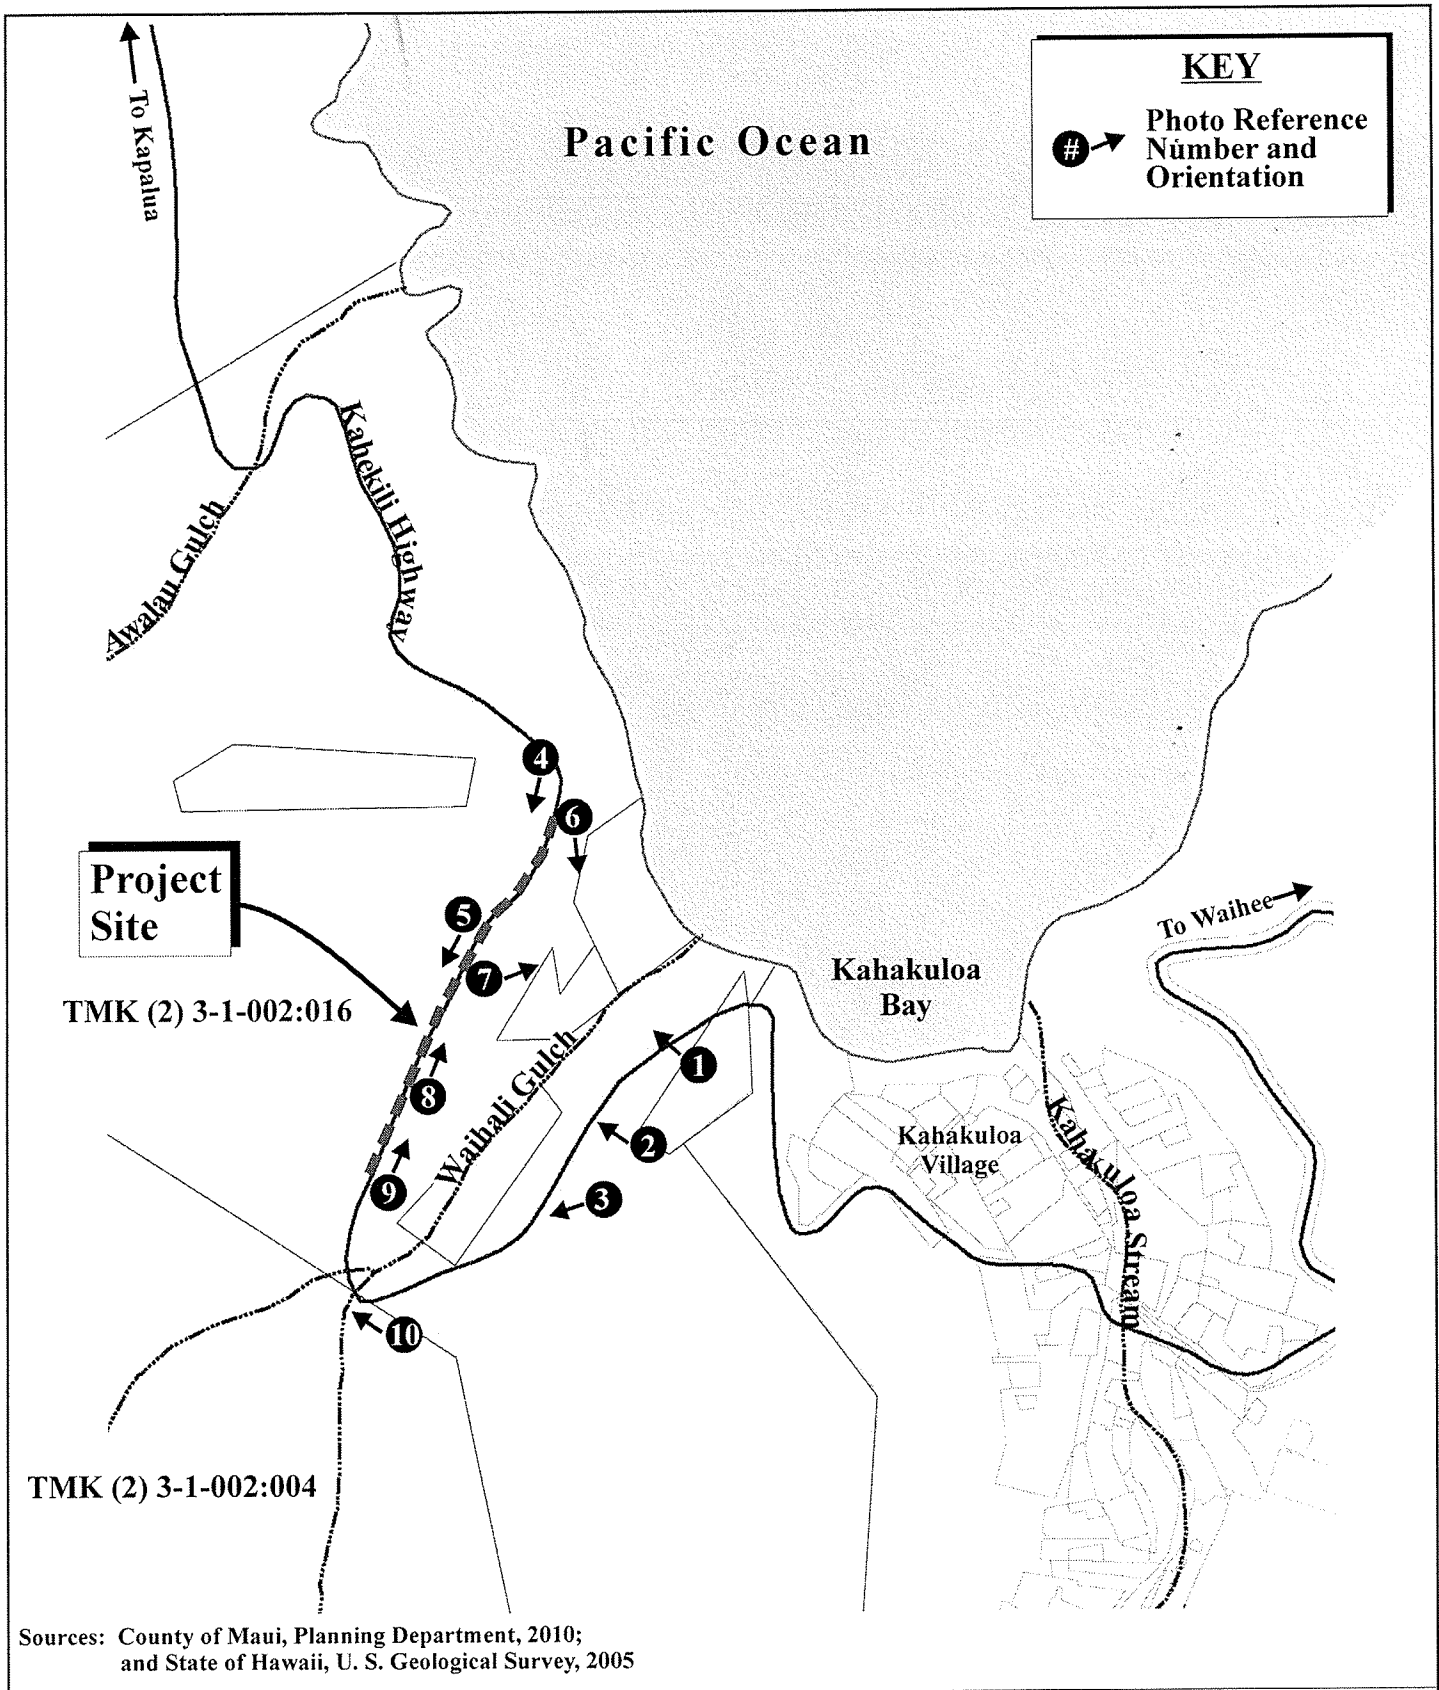 KEY
#
Photo Reference
Number and
Orientation
To Kapalua
Pacific Ocean
Kahekili Highway
Awalau Gulch
4
6
Project
Site
5
7
To Waihee
Kahakuloa
Bay
TMK (2) 3-1-002:016
Waihali Gulch
1
8
2
Kahakuloa
Village
Kahakuloa Stream
9
3
10
TMK (2) 3-1-002:004
Sources: County of Maui, Planning Department, 2010;
and State of Hawaii, U. S. Geological Survey, 2005